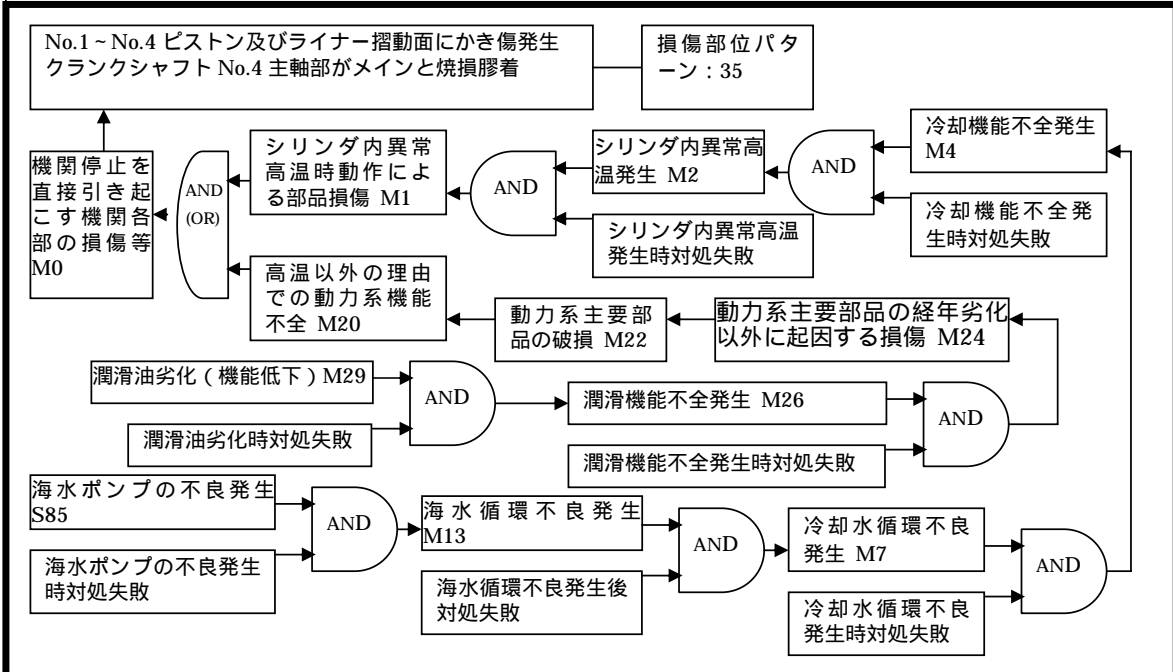 No.1～No.4 ピストン及びライナー摺動面にかき傷発生
クランクシャフト No.4 主軸部がメインと焼損膠着
損傷部位パタ
ーン：35
機関停止を
直接引き起
こす機関各
部の損傷等
M0
AND
(OR)
シリンダ内異常
高温時動作によ
る部品損傷 M1
AND
シリンダ内異常高
温発生 M2
シリンダ内異常高温
発生時対処失敗
AND
冷却機能不全発生
M4
冷却機能不全発
生時対処失敗
高温以外の理由
での動力系機能
不全 M20
動力系主要部
品の破損 M22
動力系主要部品の経年劣化
以外に起因する損傷 M24
潤滑油劣化（機能低下）M29
潤滑油劣化時対処失敗
AND
潤滑機能不全発生 M26
潤滑機能不全発生時対処失敗
AND
海水ポンプの不良発生
S85
海水ポンプの不良発生
時対処失敗
AND
海水循環不良発生
M13
海水循環不良発生後
対処失敗
AND
冷却水循環不良
発生 M7
冷却水循環不良
発生時対処失敗
AND